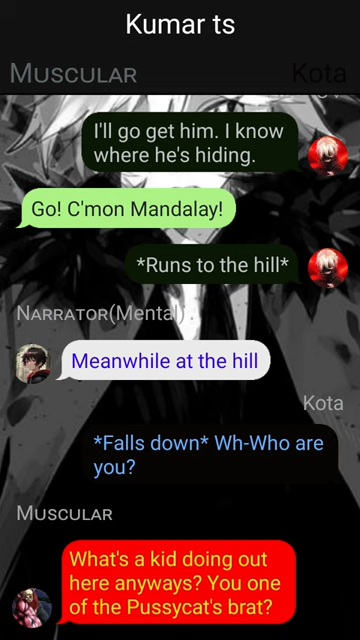 Kumar ts
Muscular
Kota
I'll go get him. I know
where he's hiding.
Go! C'mon Mandalay!
*Runs to the hill*
Narrator(Mental)
Meanwhile at the hill
Kota
*Falls down* Wh-Who are
you?
Muscular
What's a kid doing out
here anyways? You one
of the Pussycat's brat?